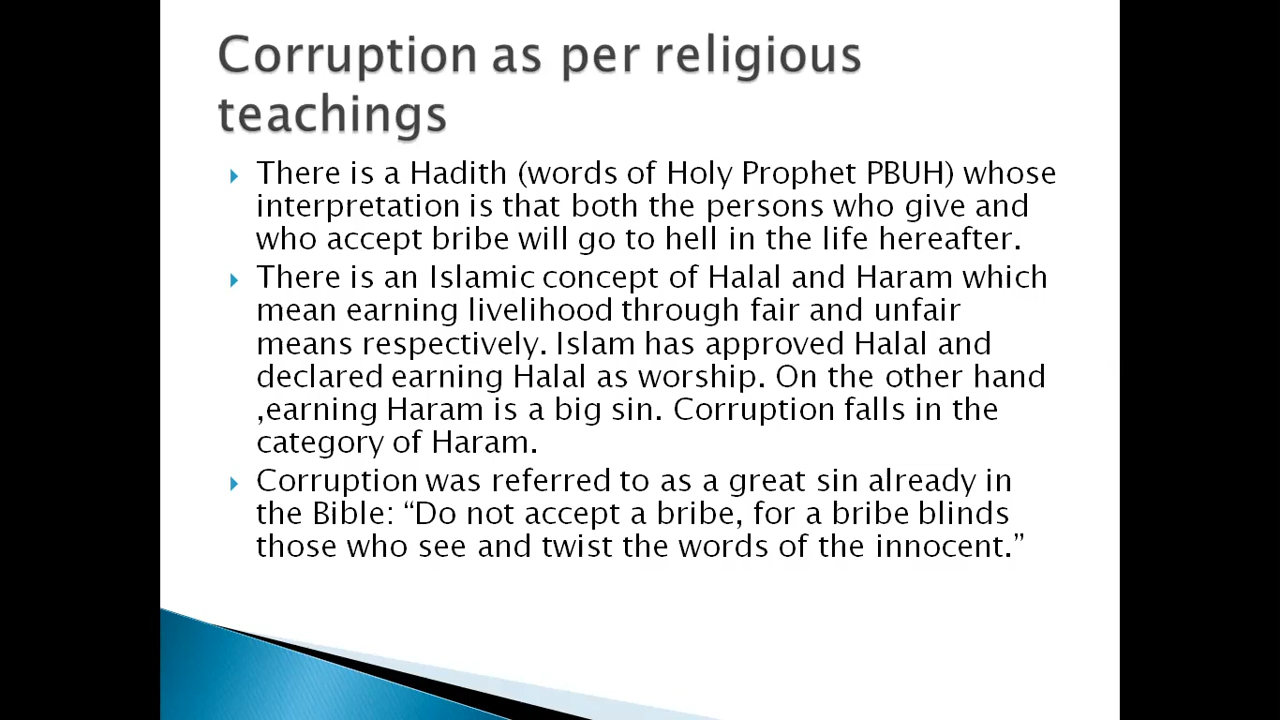 Corruption as per religious
teachings
There is a Hadith (words of Holy Prophet PBUH) whose
interpretation is that both the persons who give and
who accept bribe will go to hell in the life hereafter.
There is an Islamic concept of Halal and Haram which
mean earning livelihood through fair and unfair
means respectively. Islam has approved Halal and
declared earning Halal as worship. On the other hand
,earning Haram is a big sin. Corruption falls in the
category of Haram.
Corruption was referred to as a great sin already in
the Bible: “Do not accept a bribe, for a bribe blinds
those who see and twist the words of the innocent.”